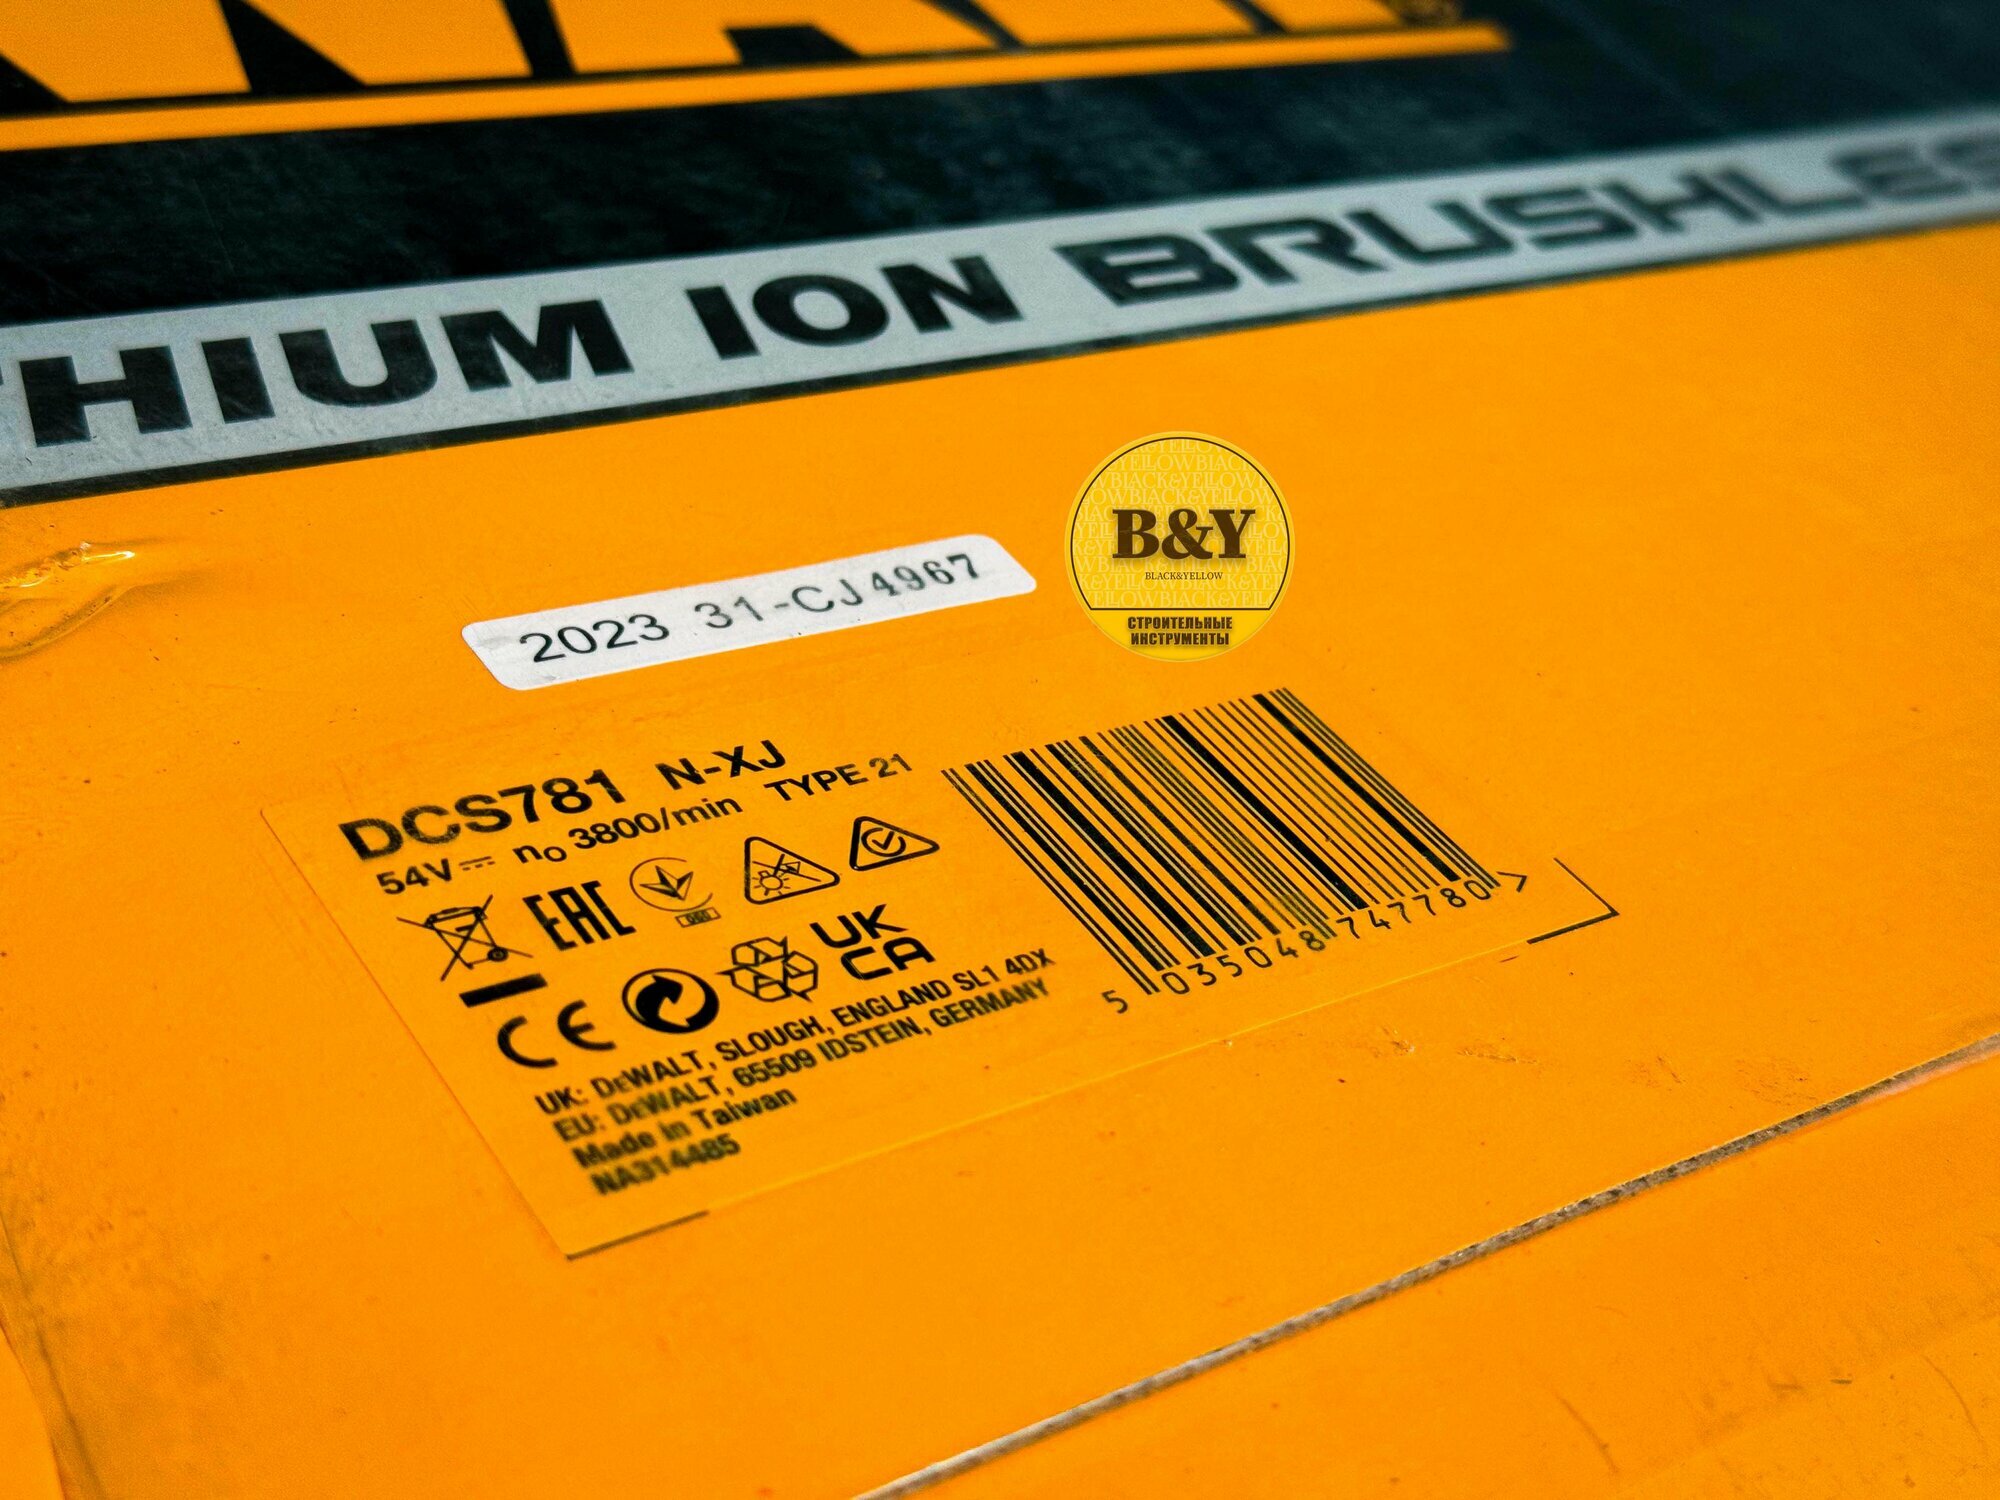 THIUM ION BRUSHLES
2023 31-CJ4967
B&Y
BLACK&YELLOW
СТРОИТЕЛЬНЫЕ
ИНСТРУМЕНТЫ
DCS781 N-XJ
54V n₀ 3800/min TYPE 21
EAC
UK
CA
CE
UK: DeWALT, SLOUGH, ENGLAND SL1 4DX
EU: DeWALT, 65509 IDSTEIN, GERMANY
Made in Taiwan
NA314485
5 035048 747780 >